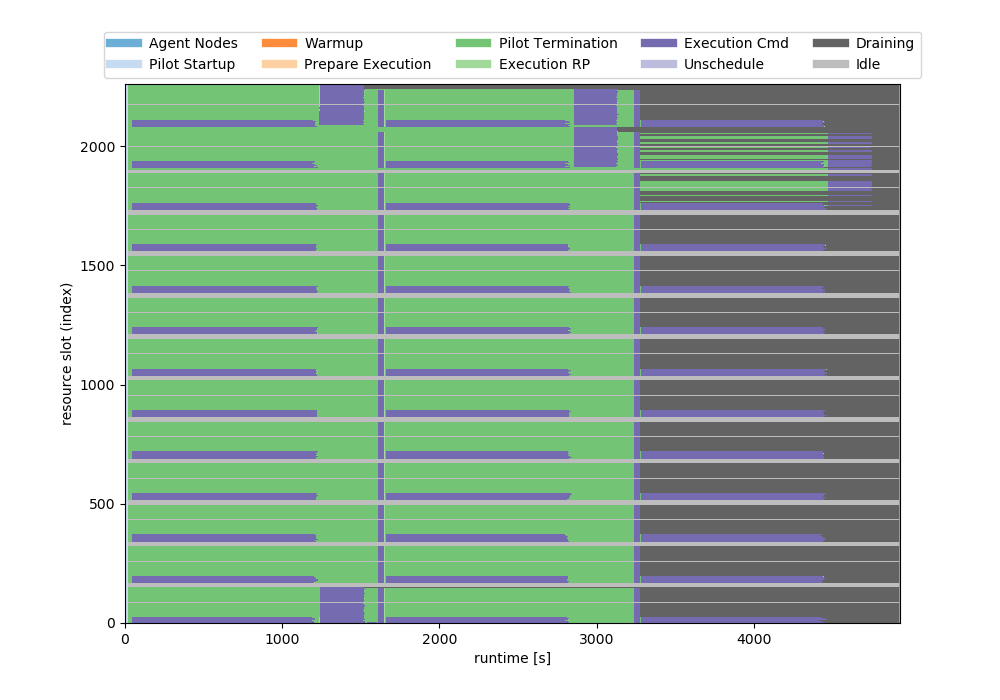 Agent Nodes Warmup Pilot Termination Execution Cmd Draining
Pilot Startup Prepare Execution Execution RP Unschedule Idle
2000
1500
1000
500
0
resource slot (index)
0 1000 2000 3000 4000
runtime [s]